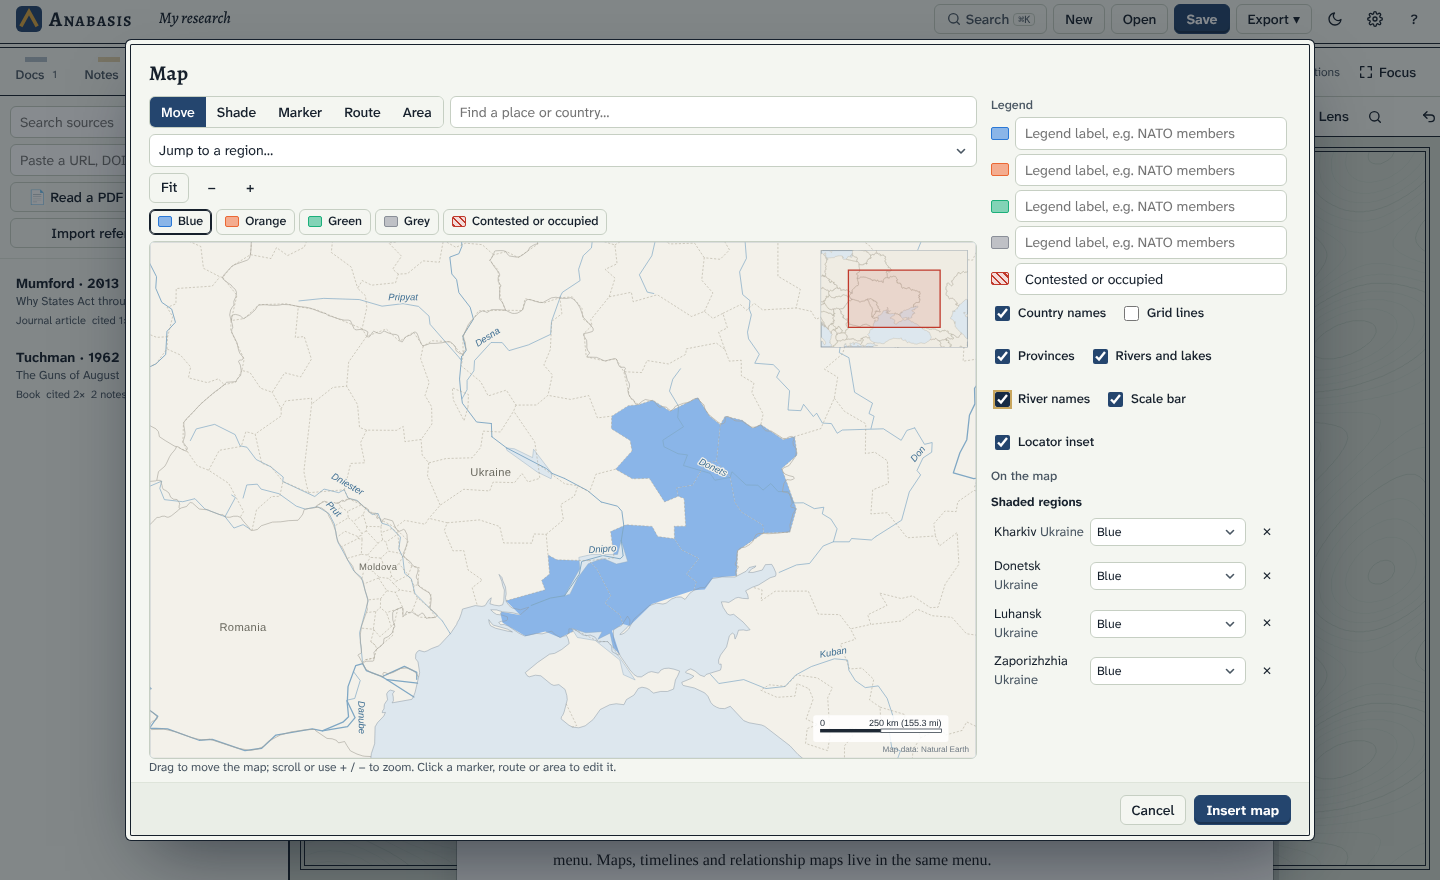 ANABASIS
My research
Search ⌘K
New
Open
Save
Export ▾
?
Docs 1
Notes
Focus
Search sources
Paste a URL, DOI
Read a PDF
Import refe
Lens
Mumford • 2013
Why States Act throu
Journal article cited 1
Tuchman • 1962
The Guns of August
Book cited 2× 2 notes
Map
Move
Shade
Marker
Route
Area
Find a place or country...
Jump to a region...
Fit
−
+
Blue
Orange
Green
Grey
Contested or occupied
Pripyat
Desna
Ukraine
Donets
Don
Dniester
Prut
Dnipro
Moldova
Romania
Kuban
Danube
0 250 km (155.3 mi)
Map data: Natural Earth
Drag to move the map; scroll or use + / − to zoom. Click a marker, route or area to edit it.
Legend
Legend label, e.g. NATO members
Legend label, e.g. NATO members
Legend label, e.g. NATO members
Legend label, e.g. NATO members
Contested or occupied
Country names
Grid lines
Provinces
Rivers and lakes
River names
Scale bar
Locator inset
On the map
Shaded regions
Kharkiv Ukraine Blue ×
Donetsk Ukraine Blue ×
Luhansk Ukraine Blue ×
Zaporizhzhia Ukraine Blue ×
Cancel
Insert map
menu. Maps, timelines and relationship maps live in the same menu.